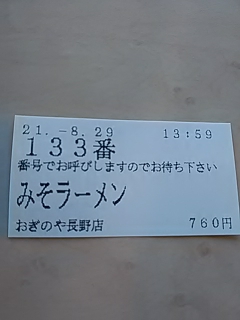 21.-8.29 13:59
133番
番号でお呼びしますのでお待ち下さい
みそラーメン
おぎのや長野店 760円